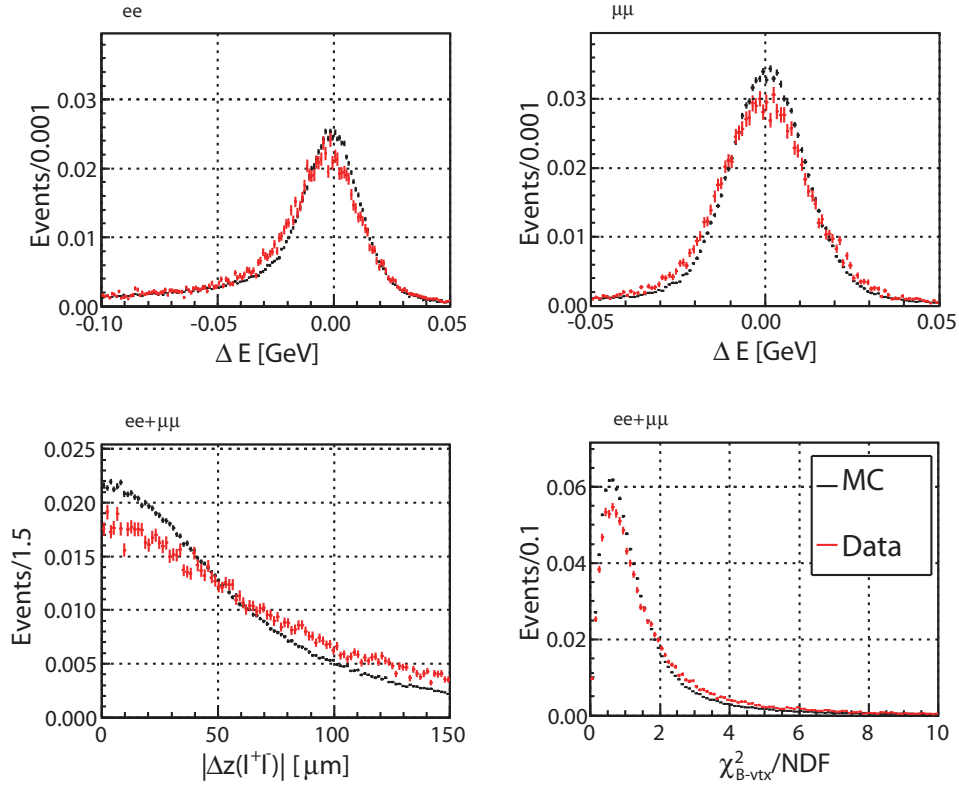 ee
μμ
Events/0.001
0.03
0.02
0.01
0.00
-0.10
-0.05
0.00
0.05
Δ E [GeV]
Events/0.001
0.03
0.02
0.01
0.00
-0.05
0.00
0.05
Δ E [GeV]
ee+μμ
ee+μμ
Events/1.5
0.025
0.020
0.015
0.010
0.005
0.000
0
50
100
150
|Δz(l⁺l⁻)| [μm]
Events/0.1
0.06
0.04
0.02
0.00
0
2
4
6
8
10
χ²B-vtx/NDF
MC
Data